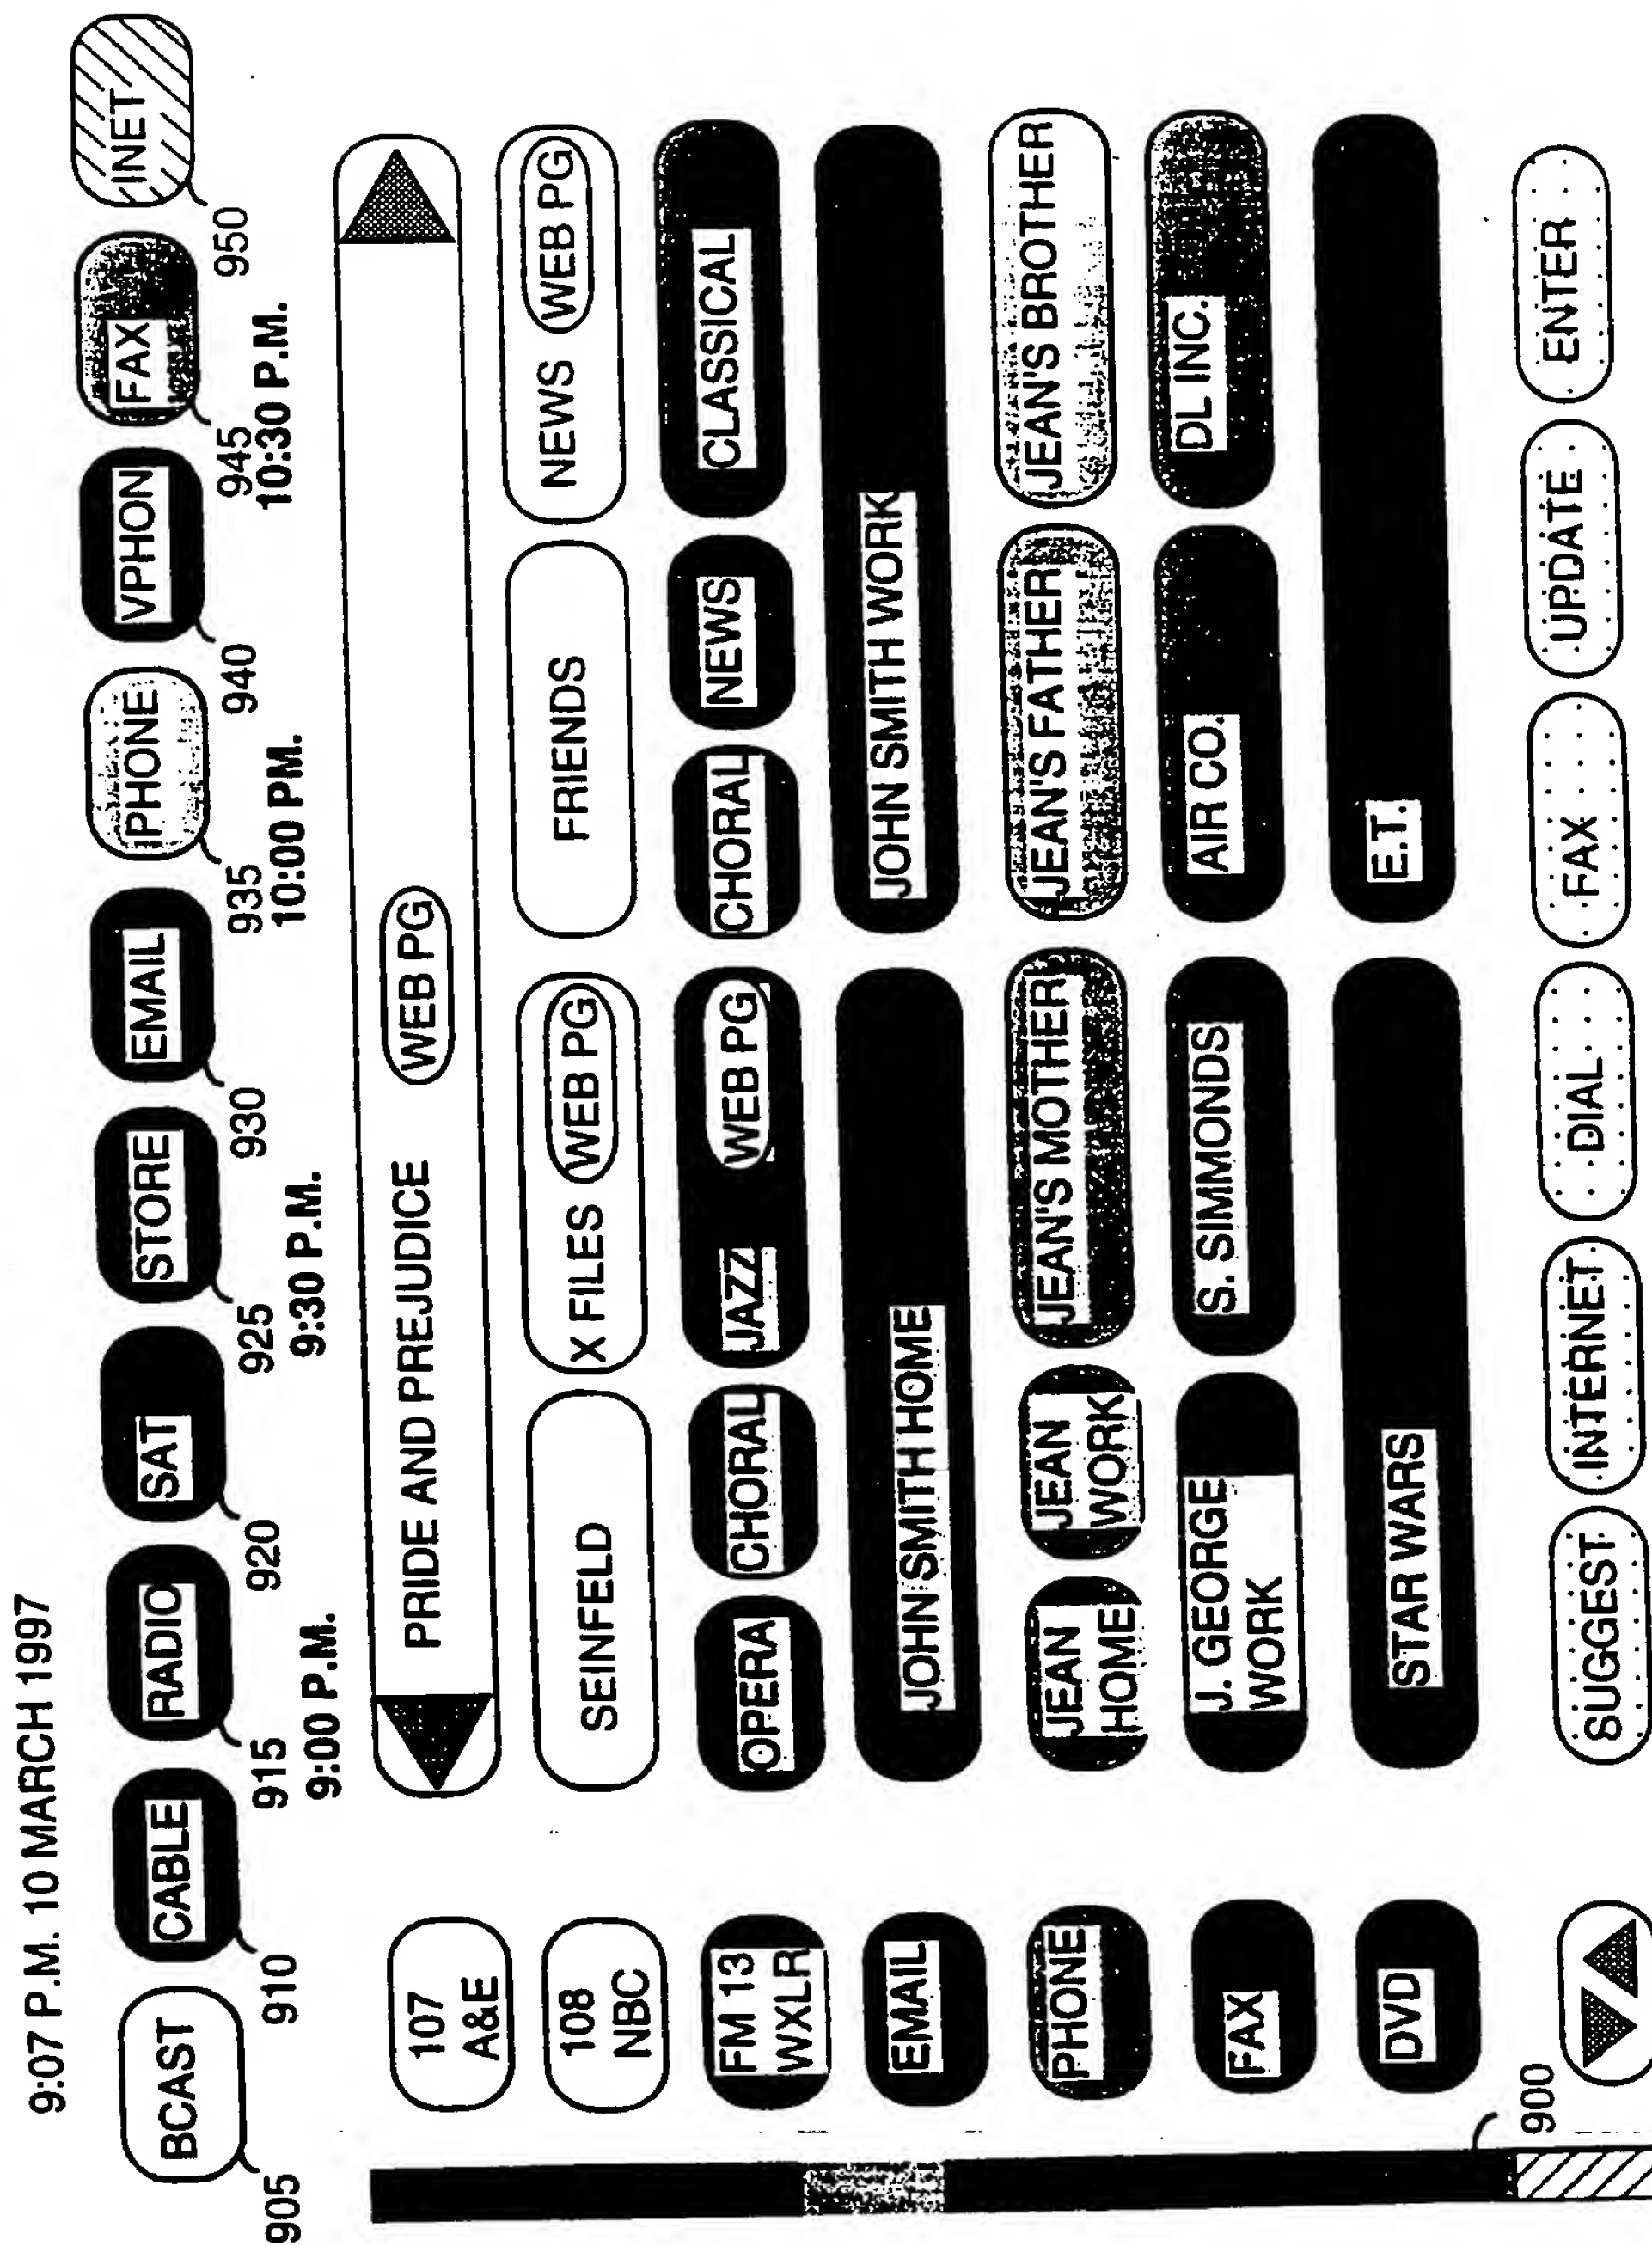 9:07 P.M. 10 MARCH 1997
BCAST CABLE RADIO SAT STORE EMAIL PHONE VPHON FAX INET
905 910 915 920 925 930 935 940 945 950
9:00 P.M. 9:30 P.M. 10:00 PM. 10:30 P.M.
107
A&E
PRIDE AND PREJUDICE WEB PG
108
NBC
SEINFELD X FILES WEB PG FRIENDS NEWS WEB PG
FM 13
WXLR
OPERA CHORAL JAZZ WEB PG CHORAL NEWS CLASSICAL
EMAIL JOHN SMITH HOME JOHN SMITH WORK
PHONE
JEAN
HOME
JEAN
WORK
JEAN'S MOTHER JEAN'S FATHER JEAN'S BROTHER
FAX
J. GEORGE
WORK
S. SIMMONDS AIR CO. DL INC.
DVD STAR WARS E.T.
900
SUGGEST INTERNET DIAL FAX UPDATE ENTER